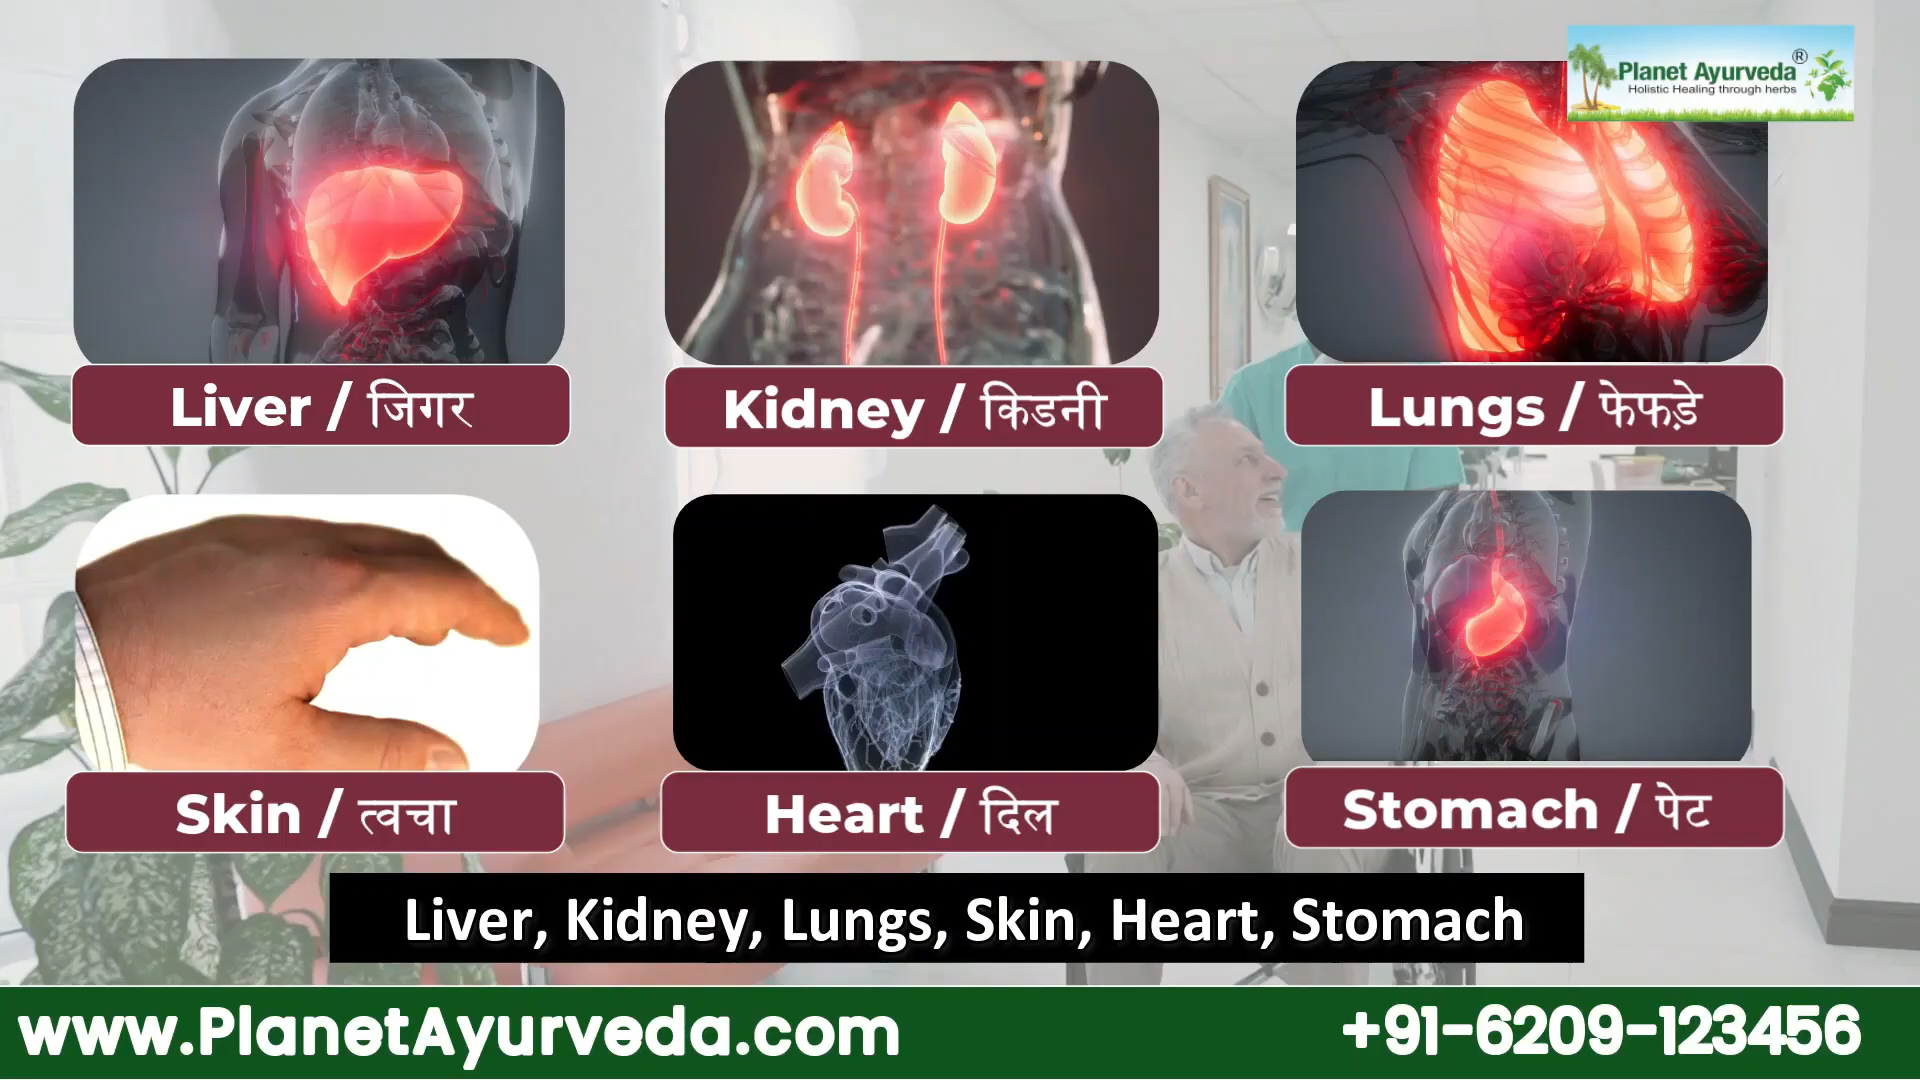 Planet Ayurveda®
Holistic Healing through herbs
Liver / जिगर
Kidney / किडनी
Lungs / फेफड़े
Skin / त्वचा
Heart / दिल
Stomach / पेट
Liver, Kidney, Lungs, Skin, Heart, Stomach
www.PlanetAyurveda.com
+91-6209-123456